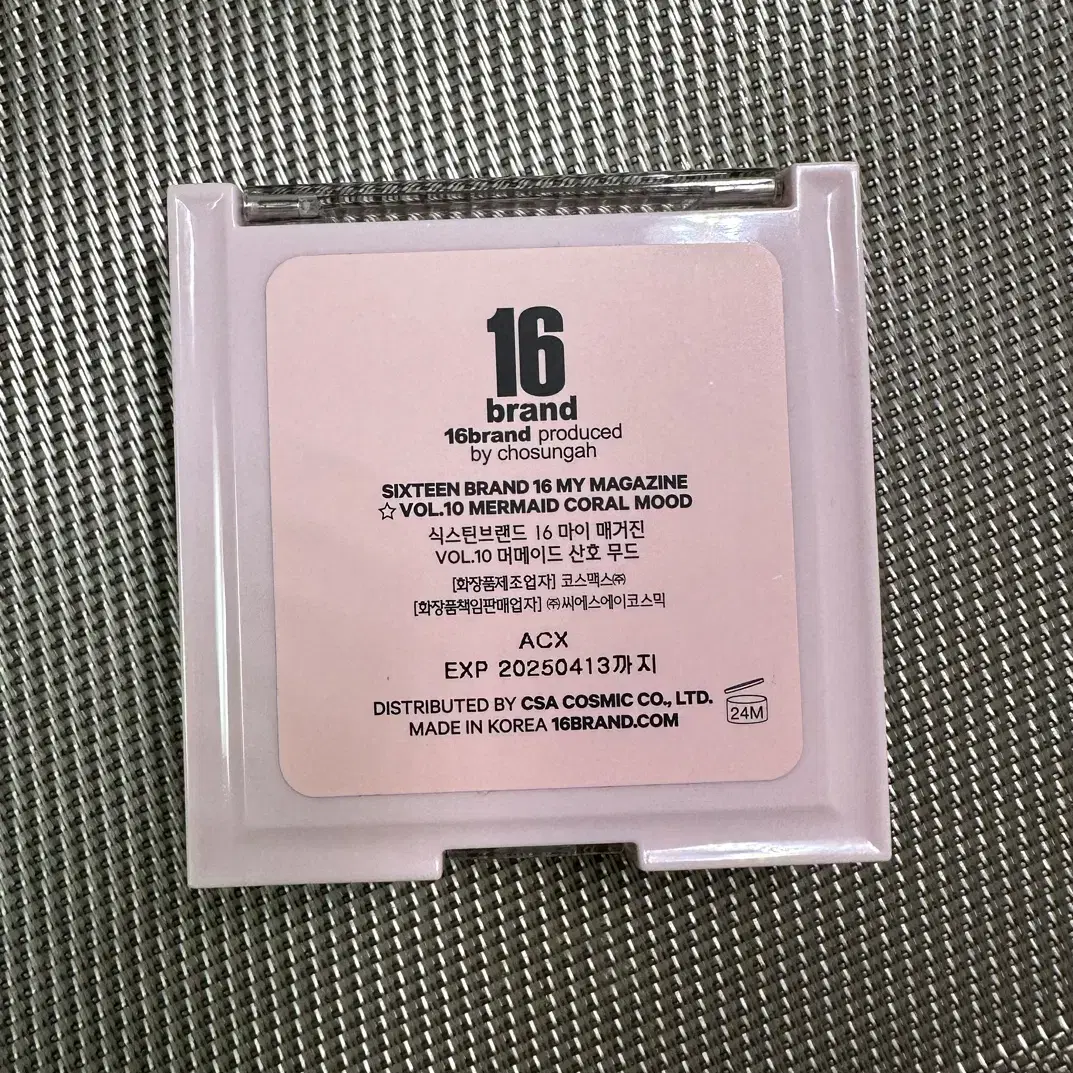 16
brand
16brand produced
by chosungah
SIXTEEN BRAND 16 MY MAGAZINE
☆ VOL.10 MERMAID CORAL MOOD
식스틴브랜드 16 마이 매거진
VOL.10 머메이드 산호 무드
[화장품제조업자] 코스맥스㈜
[화장품책임판매업자] ㈜씨에스에이코스믹
ACX
EXP 20250413까지
DISTRIBUTED BY CSA COSMIC CO., LTD.
MADE IN KOREA 16BRAND.COM
24M